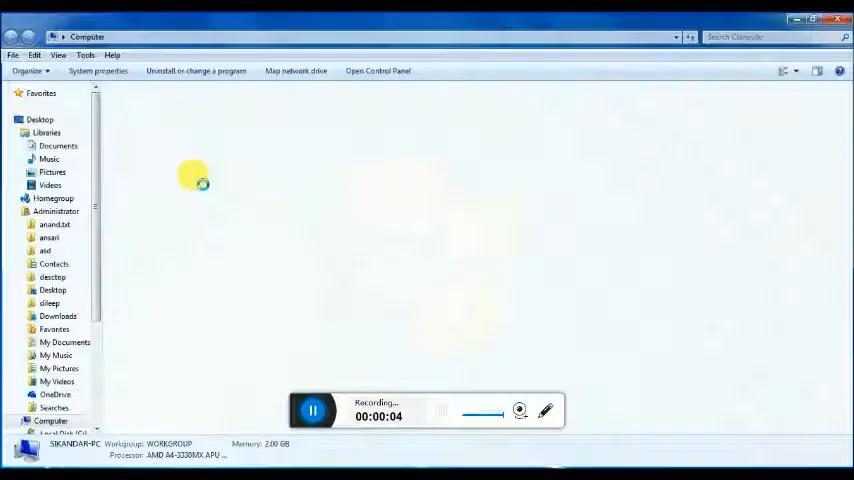 Computer
Search Computer
File Edit View Tools Help
Organize System properties Uninstall or change a program Map network drive Open Control Panel
Favorites
Desktop
Libraries
Documents
Music
Pictures
Videos
Homegroup
Administrator
anand.txt
ansari
asd
Contacts
desctop
Desktop
dileep
Downloads
Favorites
My Documents
My Music
My Pictures
My Videos
OneDrive
Searches
Computer
Local Disk (C:)
Recording...
00:00:04
SIKANDAR-PC Workgroup: WORKGROUP Memory: 2.00 GB
Processor: AMD A4-3330MX APU ...